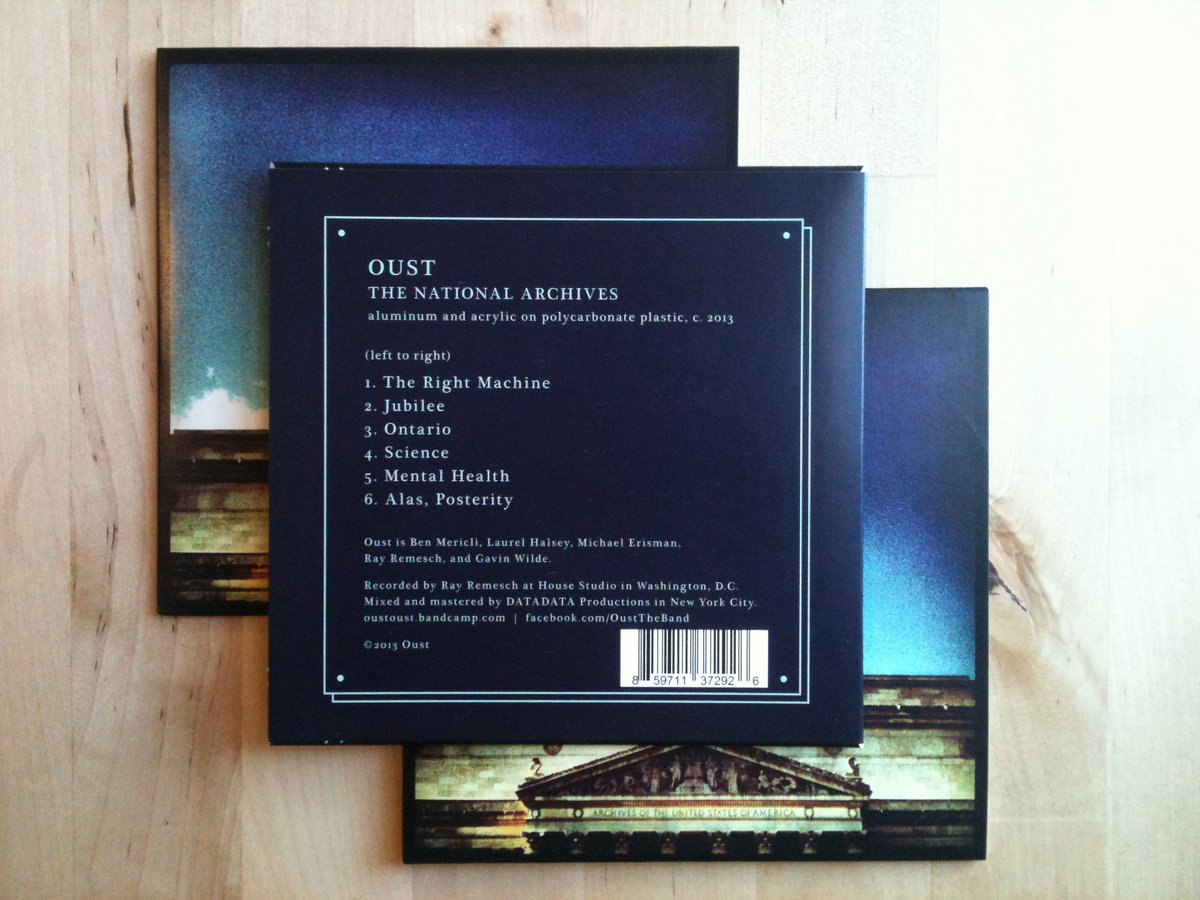 OUST
THE NATIONAL ARCHIVES
aluminum and acrylic on polycarbonate plastic, c. 2013
(left to right)
1. The Right Machine
2. Jubilee
3. Ontario
4. Science
5. Mental Health
6. Alas, Posterity
Oust is Ben Mericli, Laurel Halsey, Michael Erisman,
Ray Remesch, and Gavin Wilde.
Recorded by Ray Remesch at House Studio in Washington, D.C.
Mixed and mastered by DATADATA Productions in New York City.
oustoust.bandcamp.com | facebook.com/OustTheBand
©2013 Oust
8 59711 37292 6
ARCHIVES OF THE UNITED STATES OF AMERICA